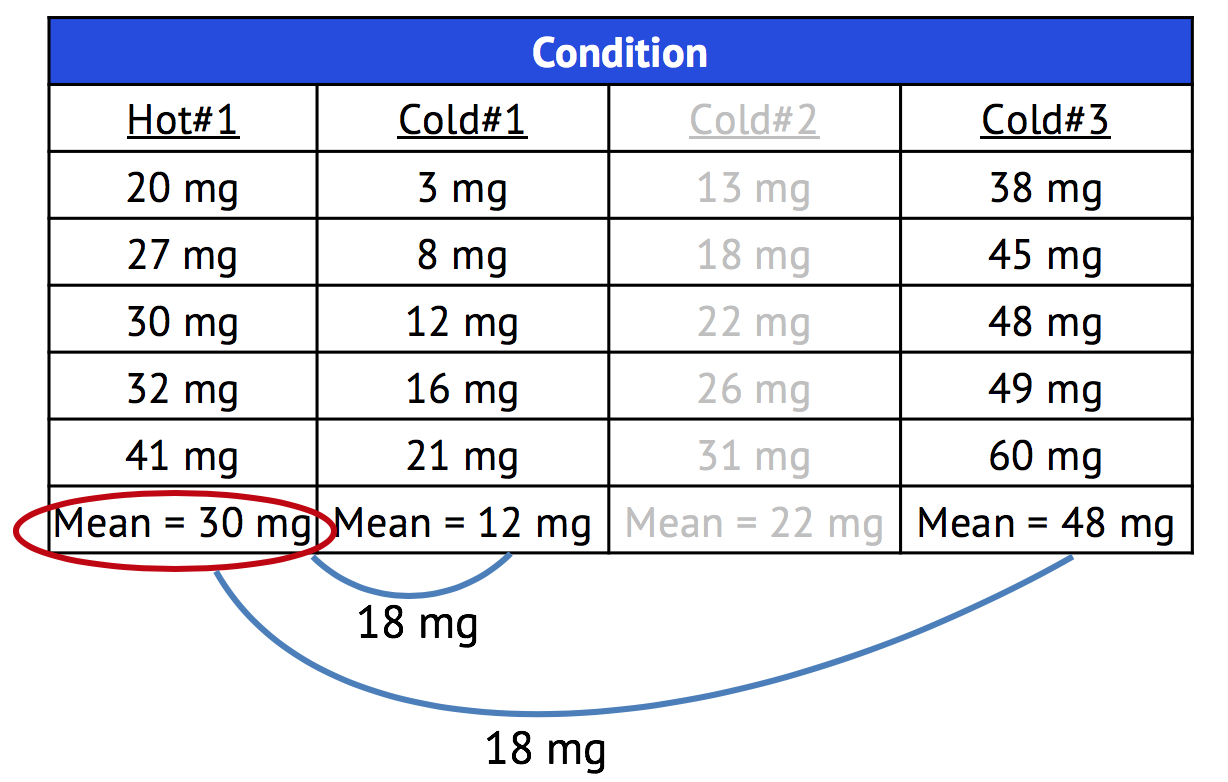 Condition
Hot#1 Cold#1 Cold#2 Cold#3
20 mg 3 mg 13 mg 38 mg
27 mg 8 mg 18 mg 45 mg
30 mg 12 mg 22 mg 48 mg
32 mg 16 mg 26 mg 49 mg
41 mg 21 mg 31 mg 60 mg
Mean = 30 mg Mean = 12 mg Mean = 22 mg Mean = 48 mg
18 mg
18 mg